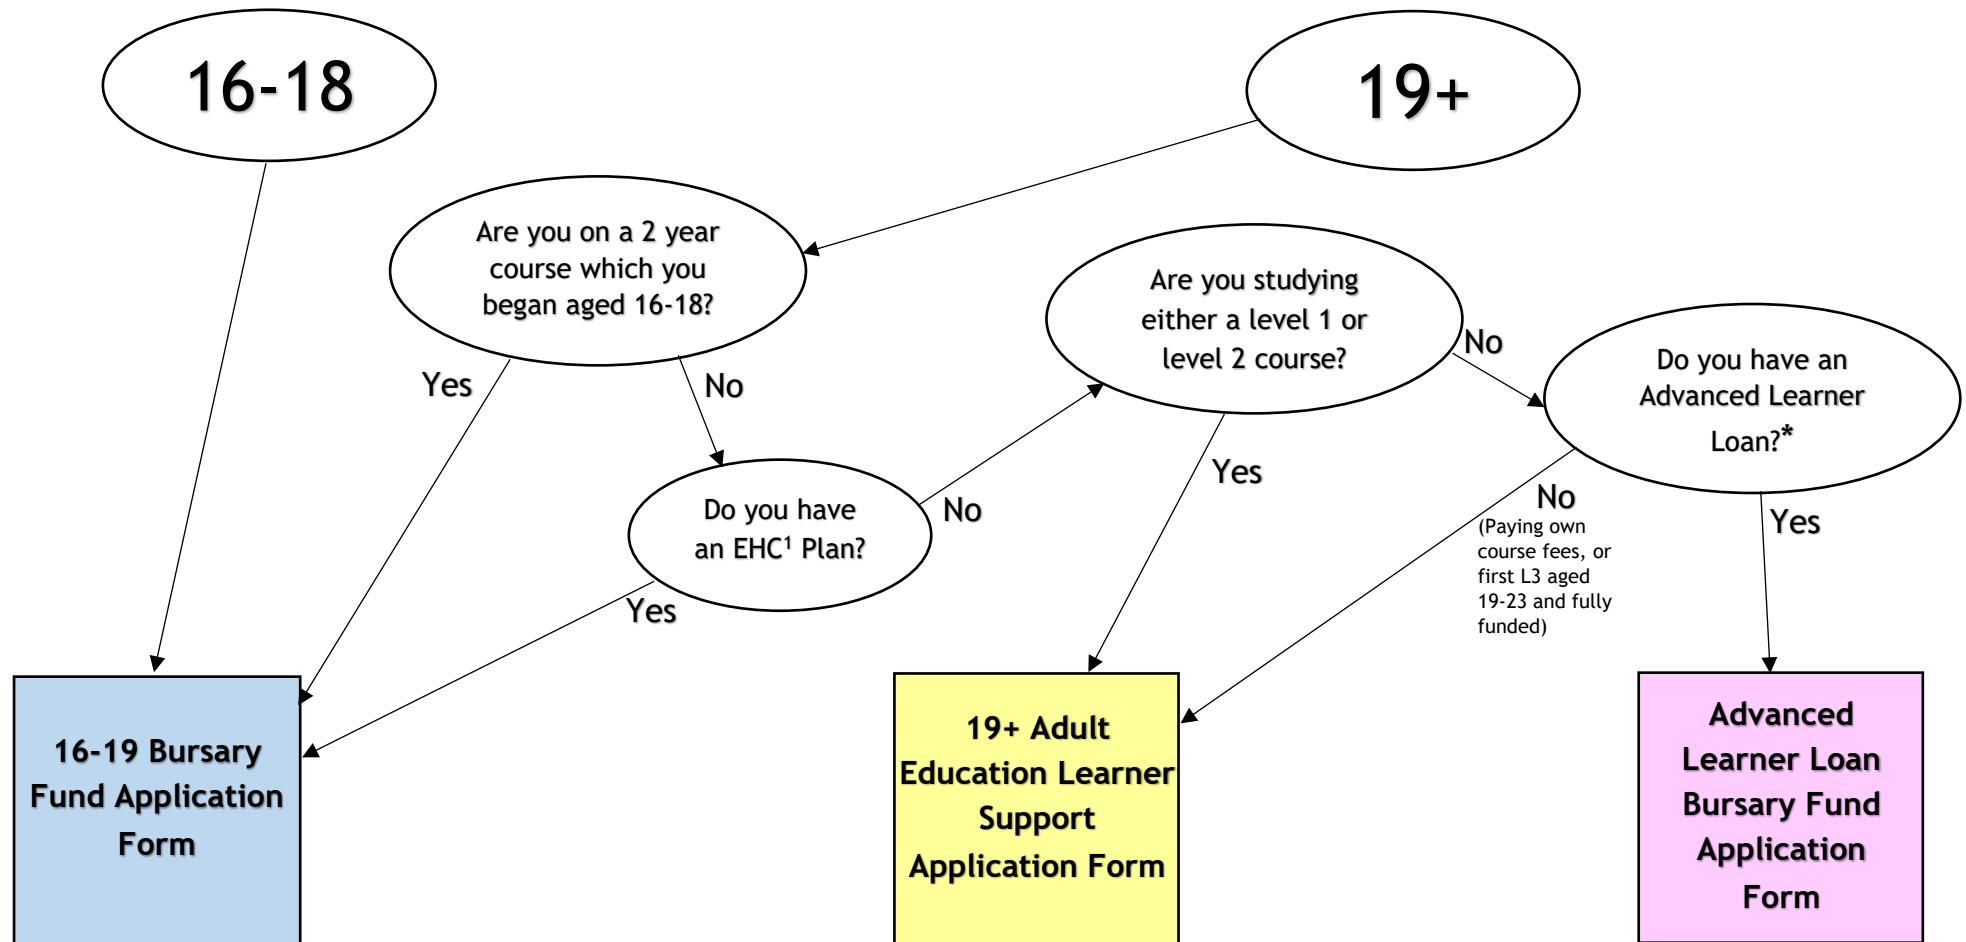 16-18
19+
Are you on a 2 year
course which you
began aged 16-18?
Yes
No
Are you studying
either a level 1 or
level 2 course?
No
Yes
Do you have an
Advanced Learner
Loan?*
No
(Paying own
course fees, or
first L3 aged
19-23 and fully
funded)
Yes
Do you have
an EHC¹ Plan?
No
Yes
16-19 Bursary
Fund Application
Form
19+ Adult
Education Learner
Support
Application Form
Advanced
Learner Loan
Bursary Fund
Application
Form